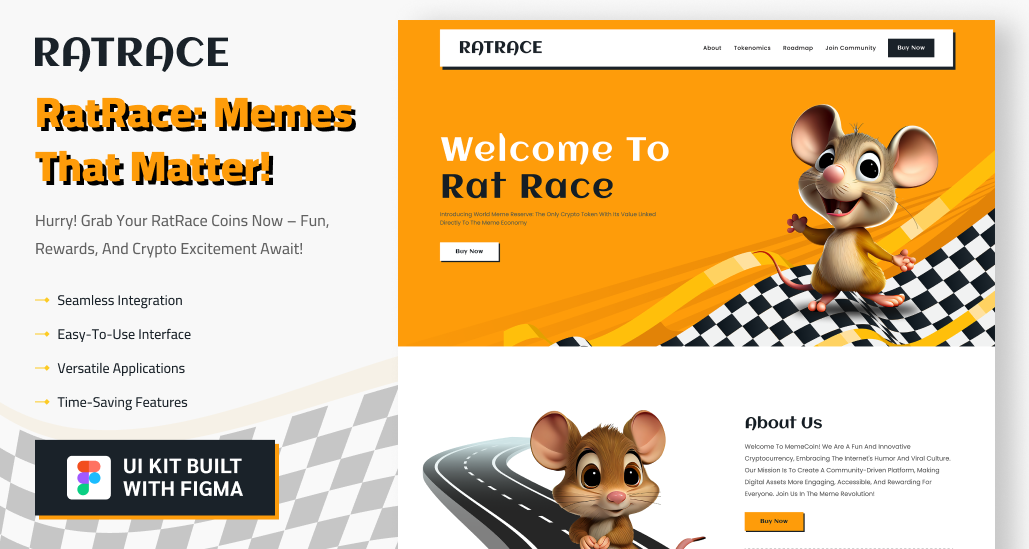 RATRACE
RatRace: Memes
That Matter!
Hurry! Grab Your RatRace Coins Now – Fun,
Rewards, And Crypto Excitement Await!
Seamless Integration
Easy-To-Use Interface
Versatile Applications
Time-Saving Features
UI KIT BUILT
WITH FIGMA
RATRACE
About
Tokenomics
Roadmap
Join Community
Buy Now
Welcome To
Rat Race
Introducing World Meme Reserve: The Only Crypto Token With Its Value Linked
Directly To The Meme Economy
Buy Now
About Us
Welcome To MemeCoin! We Are A Fun And Innovative
Cryptocurrency, Embracing The Internet's Humor And Viral Culture.
Our Mission Is To Create A Community-Driven Platform, Making
Digital Assets More Engaging, Accessible, And Rewarding For
Everyone. Join Us In The Meme Revolution!
Buy Now